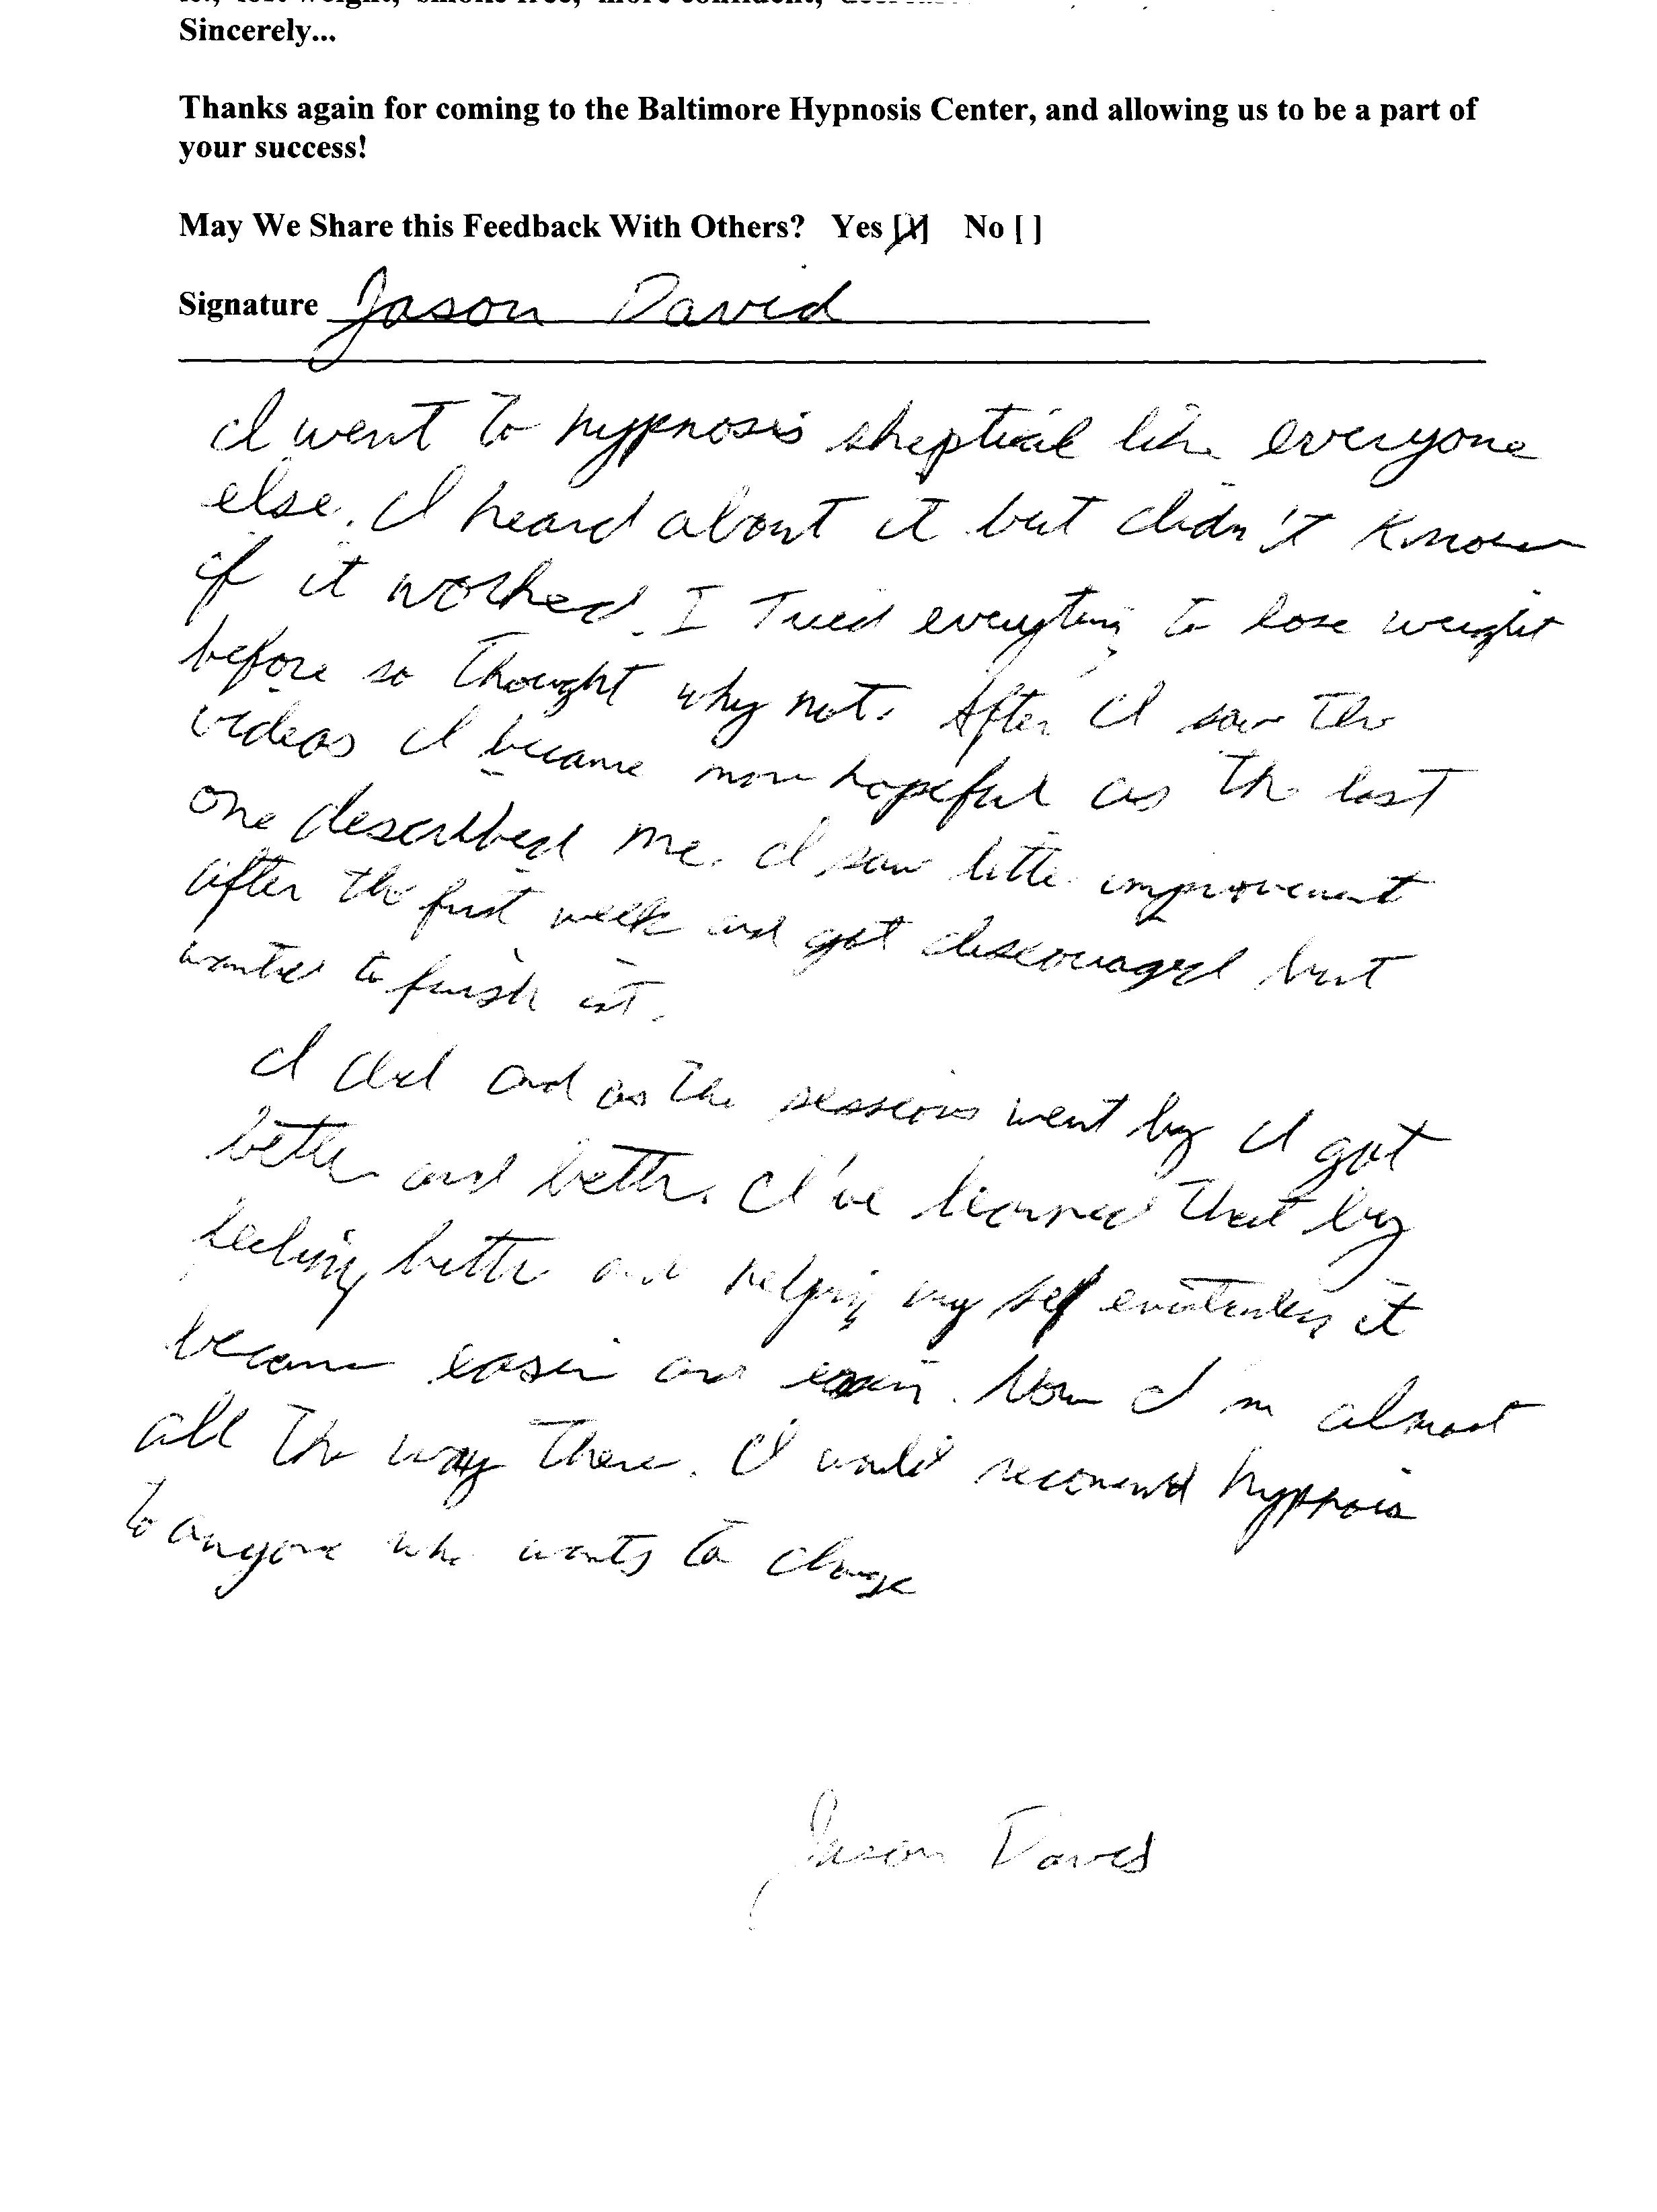 lost weight, smoke free, more confident,
Sincerely...
Thanks again for coming to the Baltimore Hypnosis Center, and allowing us to be a part of
your success!
May We Share this Feedback With Others? Yes [X] No [ ]
Signature Jason David
I went to hypnosis skeptical like everyone
else. I heard about it but didn't know
if it worked. I tried everything to lose weight
before so thought why not. After I saw the
videos I became more hopeful as the last
one described me. I saw little improvement
after the first week and got discouraged but
wanted to finish it.
I did and as the sessions went by I got
better and better. I've learned that by
feeling better and helping my self it
became easier and easier. Now I'm almost
all the way there. I would recomend hypnosis
to anyone who wants to change
Jason David